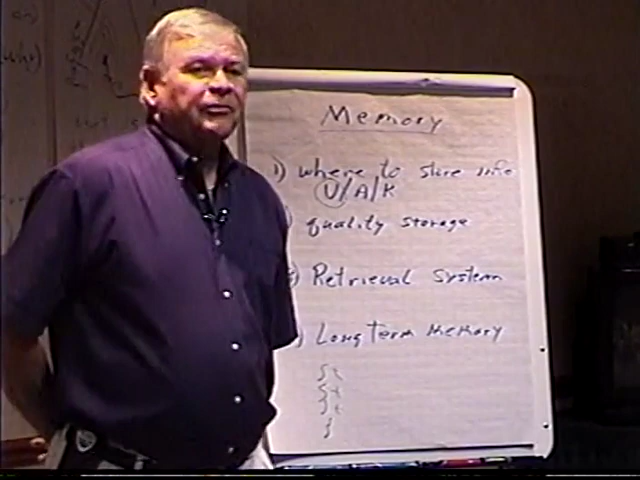 Memory
1) where to store info
V/A/K
quality storage
Retrieval system
Long term memory